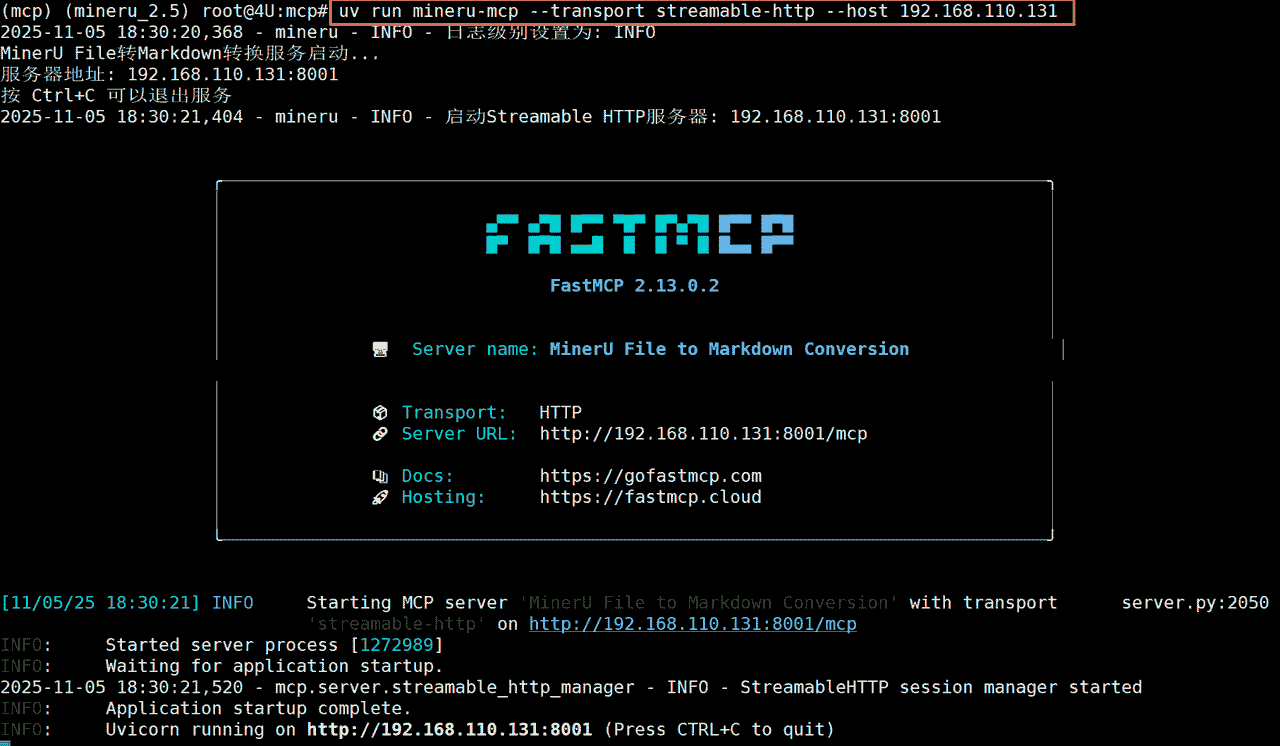 (mcp) (mineru_2.5) root@4U:mcp# uv run mineru-mcp --transport streamable-http --host 192.168.110.131
2025-11-05 18:30:20,368 - mineru - INFO - 日志级别设置为: INFO
MinerU File转Markdown转换服务启动...
服务器地址: 192.168.110.131:8001
按 Ctrl+C 可以退出服务
2025-11-05 18:30:21,404 - mineru - INFO - 启动Streamable HTTP服务器: 192.168.110.131:8001
FASTMCP
FastMCP 2.13.0.2
Server name: MinerU File to Markdown Conversion
Transport: HTTP
Server URL: http://192.168.110.131:8001/mcp
Docs: https://gofastmcp.com
Hosting: https://fastmcp.cloud
[11/05/25 18:30:21] INFO Starting MCP server 'MinerU File to Markdown Conversion' with transport server.py:2050
'streamable-http' on http://192.168.110.131:8001/mcp
INFO: Started server process [1272989]
INFO: Waiting for application startup.
2025-11-05 18:30:21,520 - mcp.server.streamable_http_manager - INFO - StreamableHTTP session manager started
INFO: Application startup complete.
INFO: Uvicorn running on http://192.168.110.131:8001 (Press CTRL+C to quit)